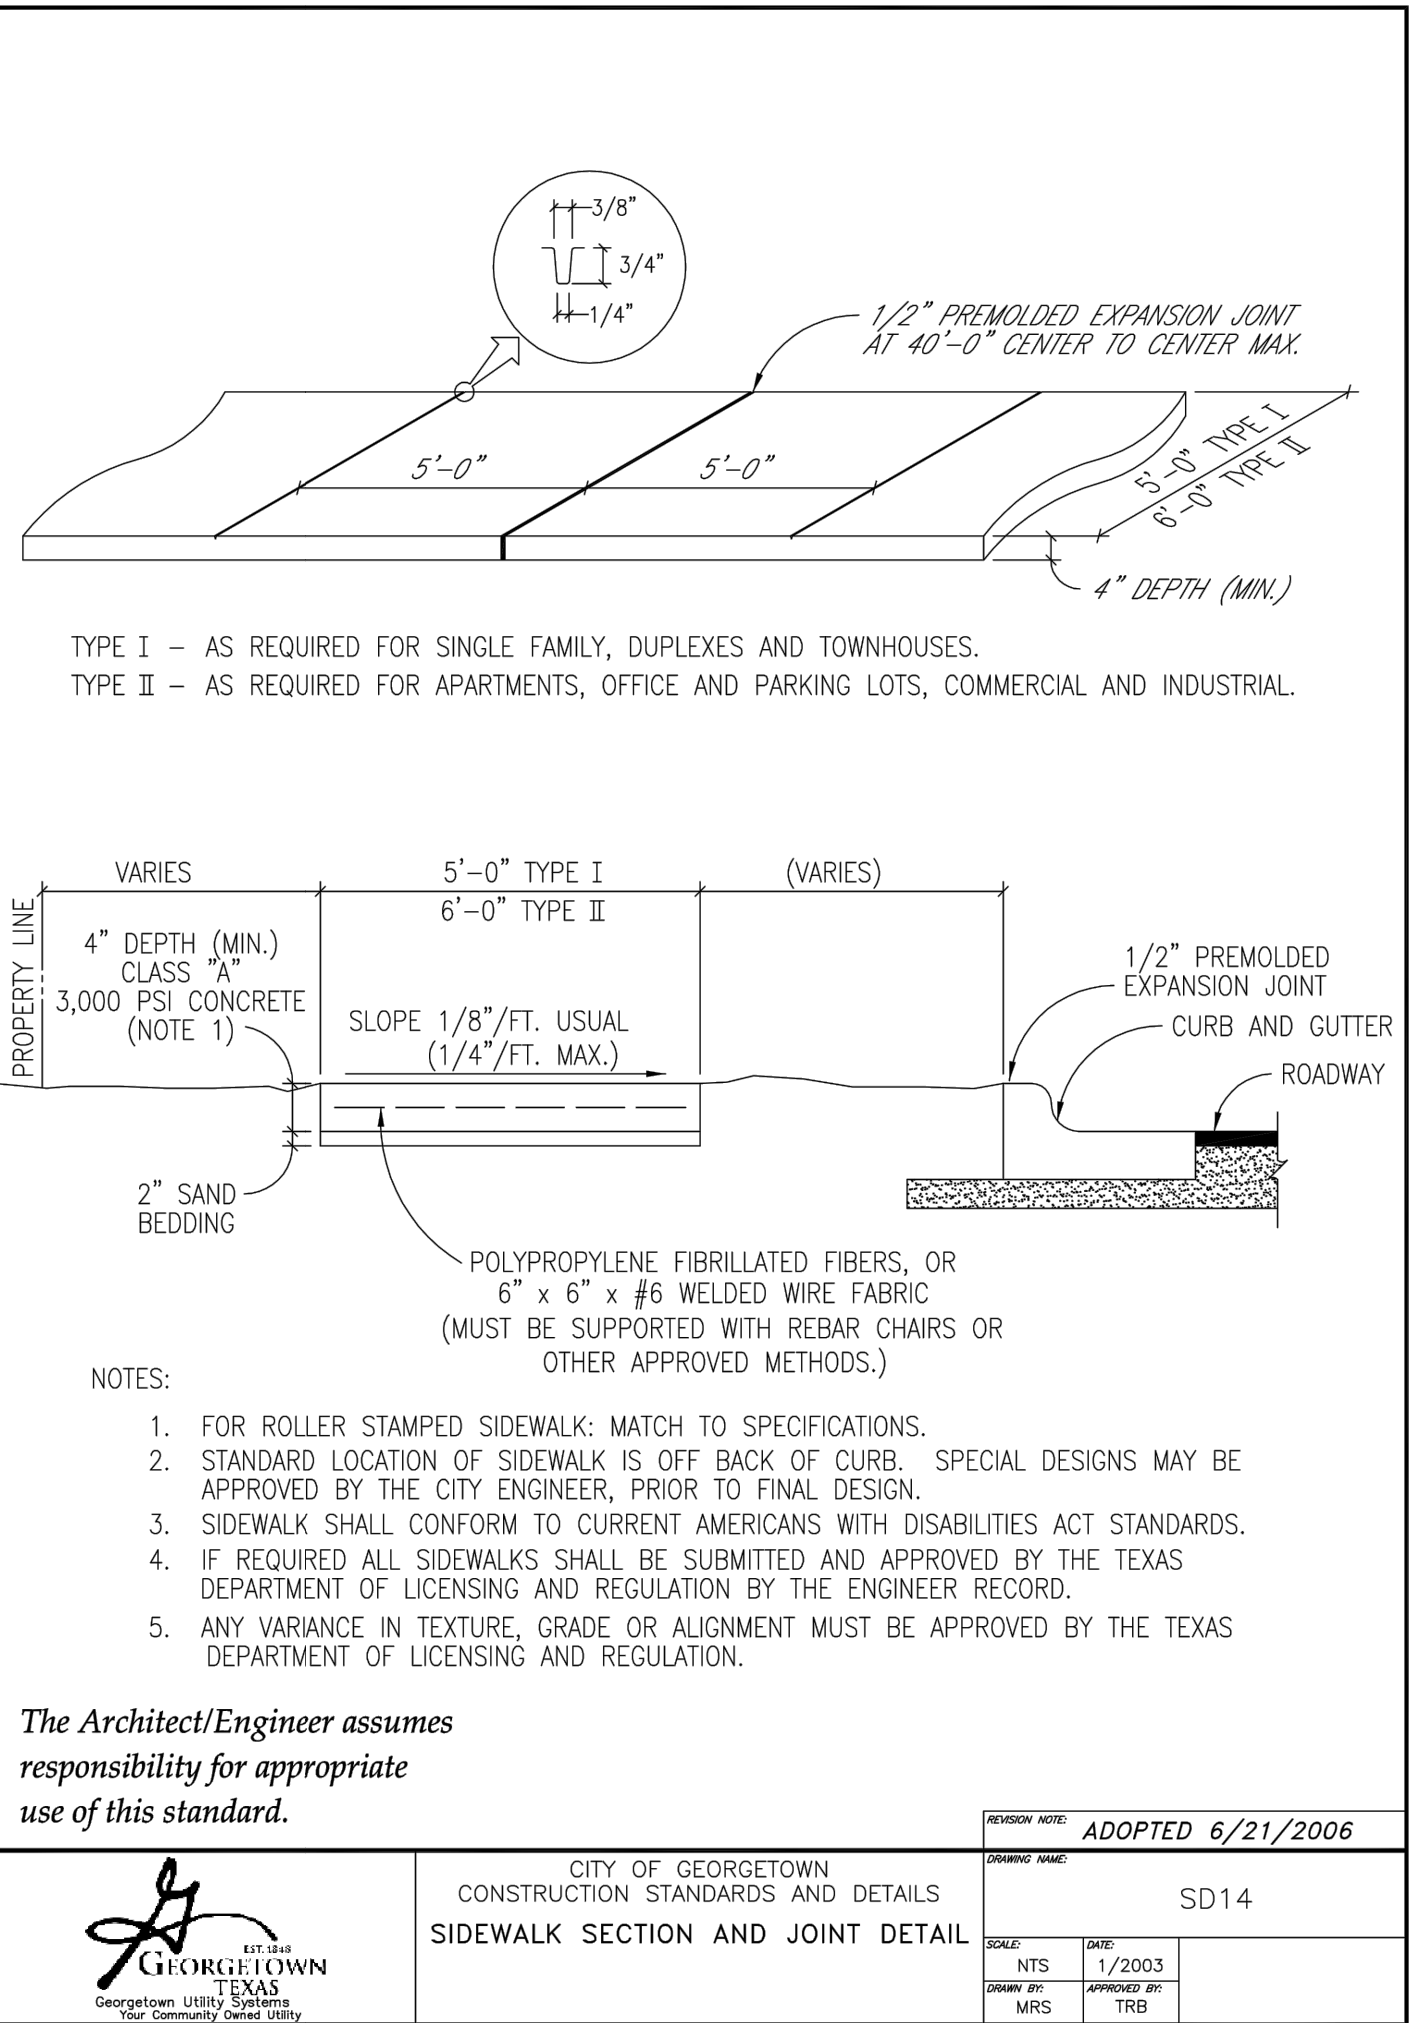 3/8"
3/4"
1/4"
1/2" PREMOLDED EXPANSION JOINT
AT 40'-0" CENTER TO CENTER MAX.
5'-0"
5'-0"
5'-0" TYPE I
6'-0" TYPE II
4" DEPTH (MIN.)
TYPE I – AS REQUIRED FOR SINGLE FAMILY, DUPLEXES AND TOWNHOUSES.
TYPE II – AS REQUIRED FOR APARTMENTS, OFFICE AND PARKING LOTS, COMMERCIAL AND INDUSTRIAL.
VARIES
5'-0" TYPE I
(VARIES)
6'-0" TYPE II
PROPERTY LINE
4" DEPTH (MIN.)
CLASS "A"
3,000 PSI CONCRETE
(NOTE 1)
SLOPE 1/8"/FT. USUAL
(1/4"/FT. MAX.)
1/2" PREMOLDED
EXPANSION JOINT
CURB AND GUTTER
ROADWAY
2" SAND
BEDDING
POLYPROPYLENE FIBRILLATED FIBERS, OR
6" x 6" x #6 WELDED WIRE FABRIC
(MUST BE SUPPORTED WITH REBAR CHAIRS OR
OTHER APPROVED METHODS.)
NOTES:
1. FOR ROLLER STAMPED SIDEWALK: MATCH TO SPECIFICATIONS.
2. STANDARD LOCATION OF SIDEWALK IS OFF BACK OF CURB. SPECIAL DESIGNS MAY BE
APPROVED BY THE CITY ENGINEER, PRIOR TO FINAL DESIGN.
3. SIDEWALK SHALL CONFORM TO CURRENT AMERICANS WITH DISABILITIES ACT STANDARDS.
4. IF REQUIRED ALL SIDEWALKS SHALL BE SUBMITTED AND APPROVED BY THE TEXAS
DEPARTMENT OF LICENSING AND REGULATION BY THE ENGINEER RECORD.
5. ANY VARIANCE IN TEXTURE, GRADE OR ALIGNMENT MUST BE APPROVED BY THE TEXAS
DEPARTMENT OF LICENSING AND REGULATION.
The Architect/Engineer assumes
responsibility for appropriate
use of this standard.
REVISION NOTE: ADOPTED 6/21/2006
EST. 1848
GEORGETOWN
TEXAS
Georgetown Utility Systems
Your Community Owned Utility
CITY OF GEORGETOWN
CONSTRUCTION STANDARDS AND DETAILS
SIDEWALK SECTION AND JOINT DETAIL
DRAWING NAME:
SD14
SCALE:
NTS
DATE:
1/2003
DRAWN BY:
MRS
APPROVED BY:
TRB